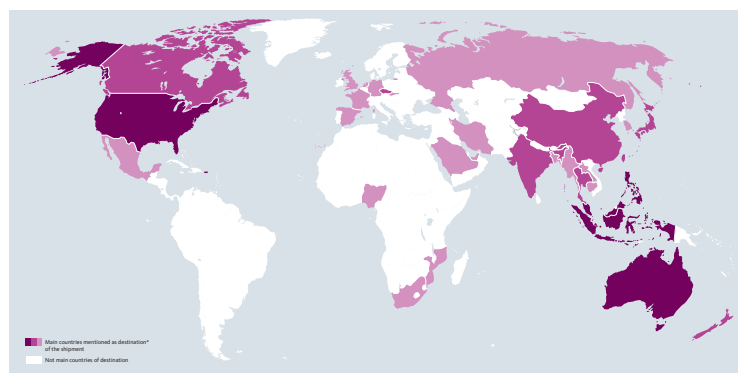 Main countries mentioned as destination*
of the shipment
Not main countries of destination